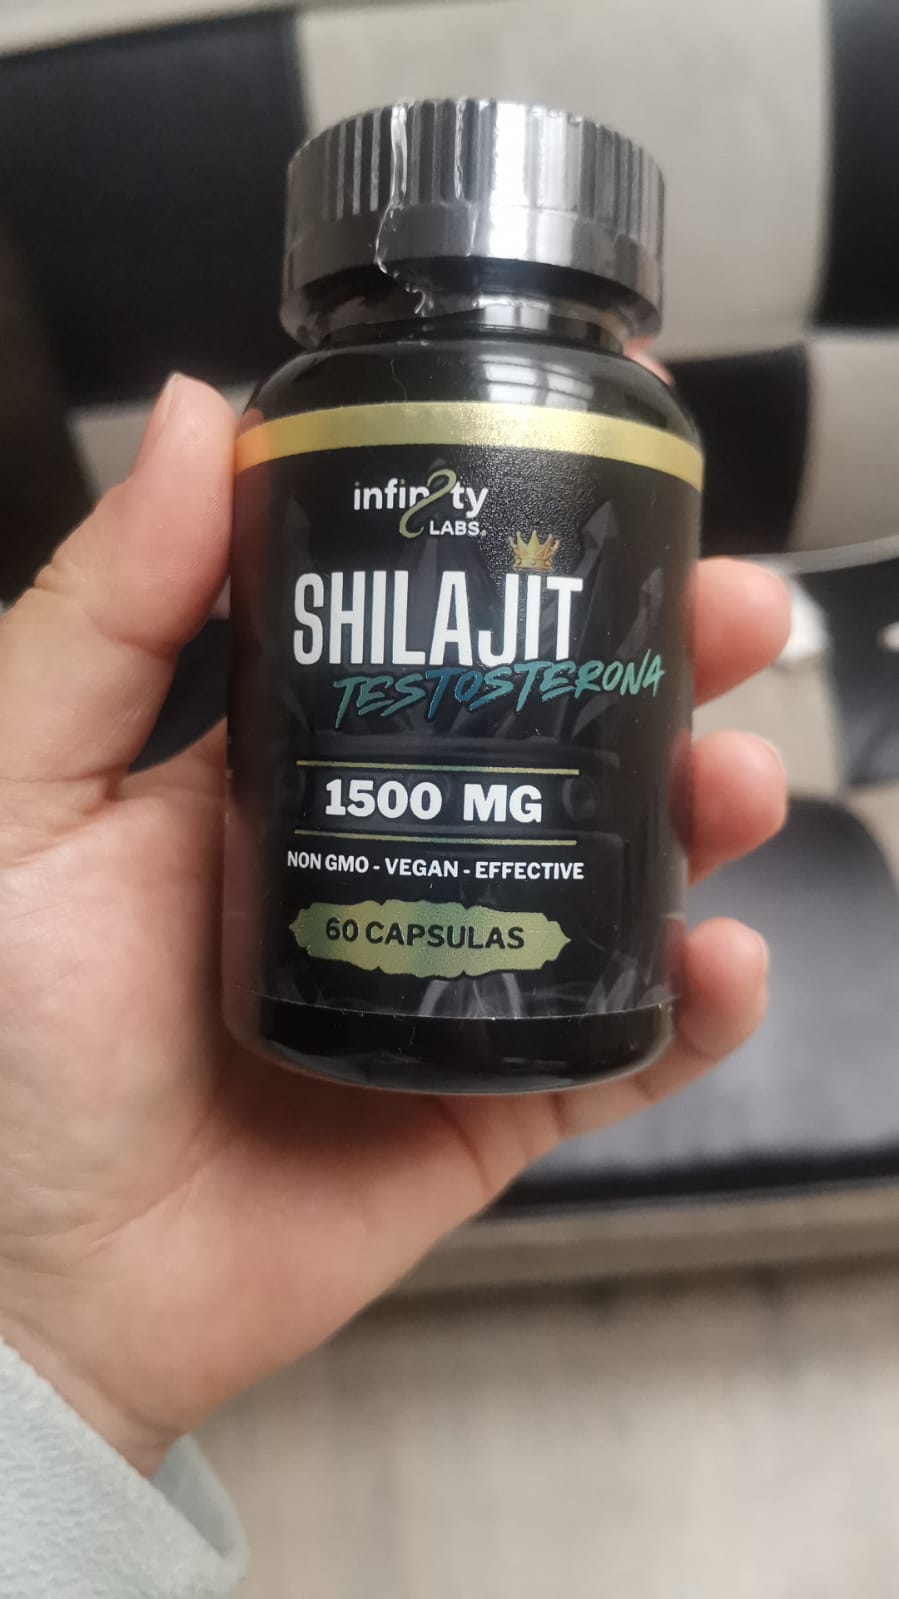 infinity
LABS.
SHILAJIT
TESTOSTERONA
1500 MG
NON GMO - VEGAN - EFFECTIVE
60 CAPSULAS